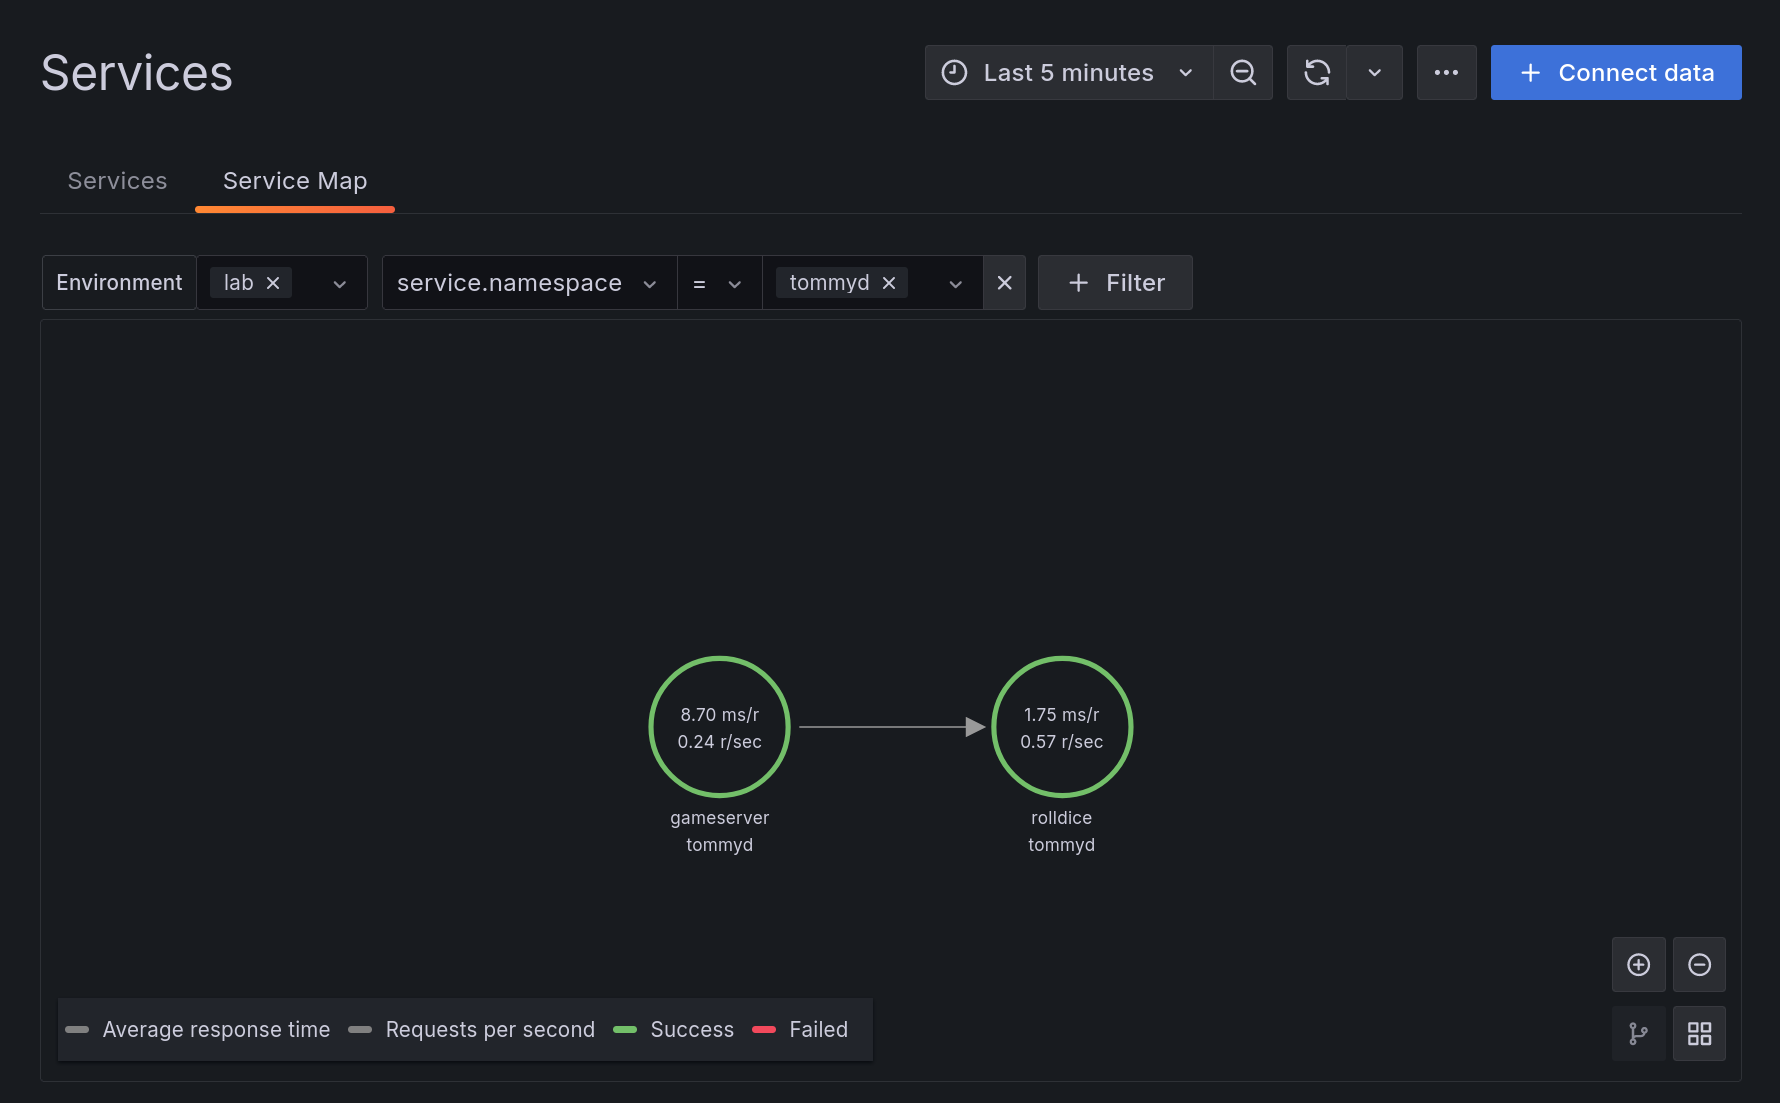 Services
Last 5 minutes
Connect data
Services
Service Map
Environment
lab
service.namespace
=
tommyd
Filter
8.70 ms/r
0.24 r/sec
gameserver
tommyd
1.75 ms/r
0.57 r/sec
rolldice
tommyd
Average response time
Requests per second
Success
Failed